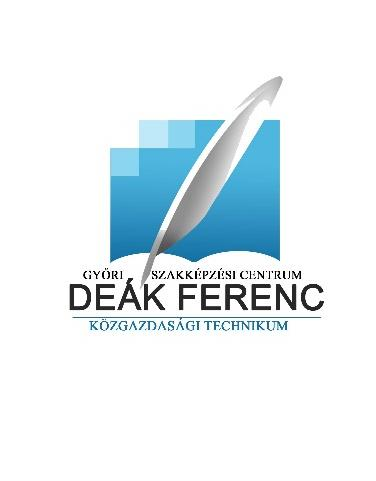 GYŐRI SZAKKÉPZÉSI CENTRUM
DEÁK FERENC
KÖZGAZDASÁGI TECHNIKUM